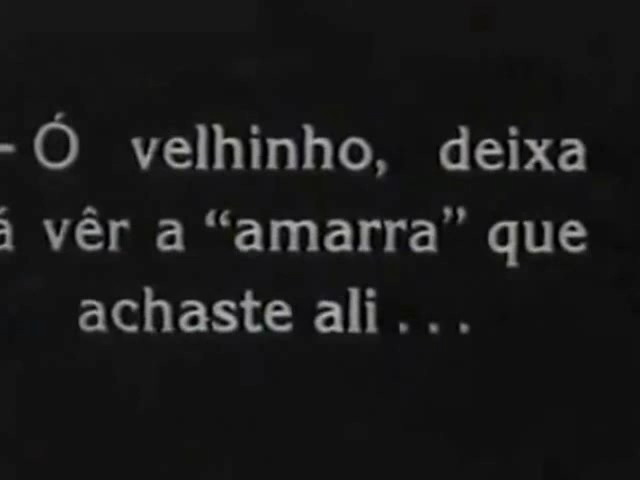 - Ó velhinho, deixa
á vêr a “amarra” que
achaste ali . . .